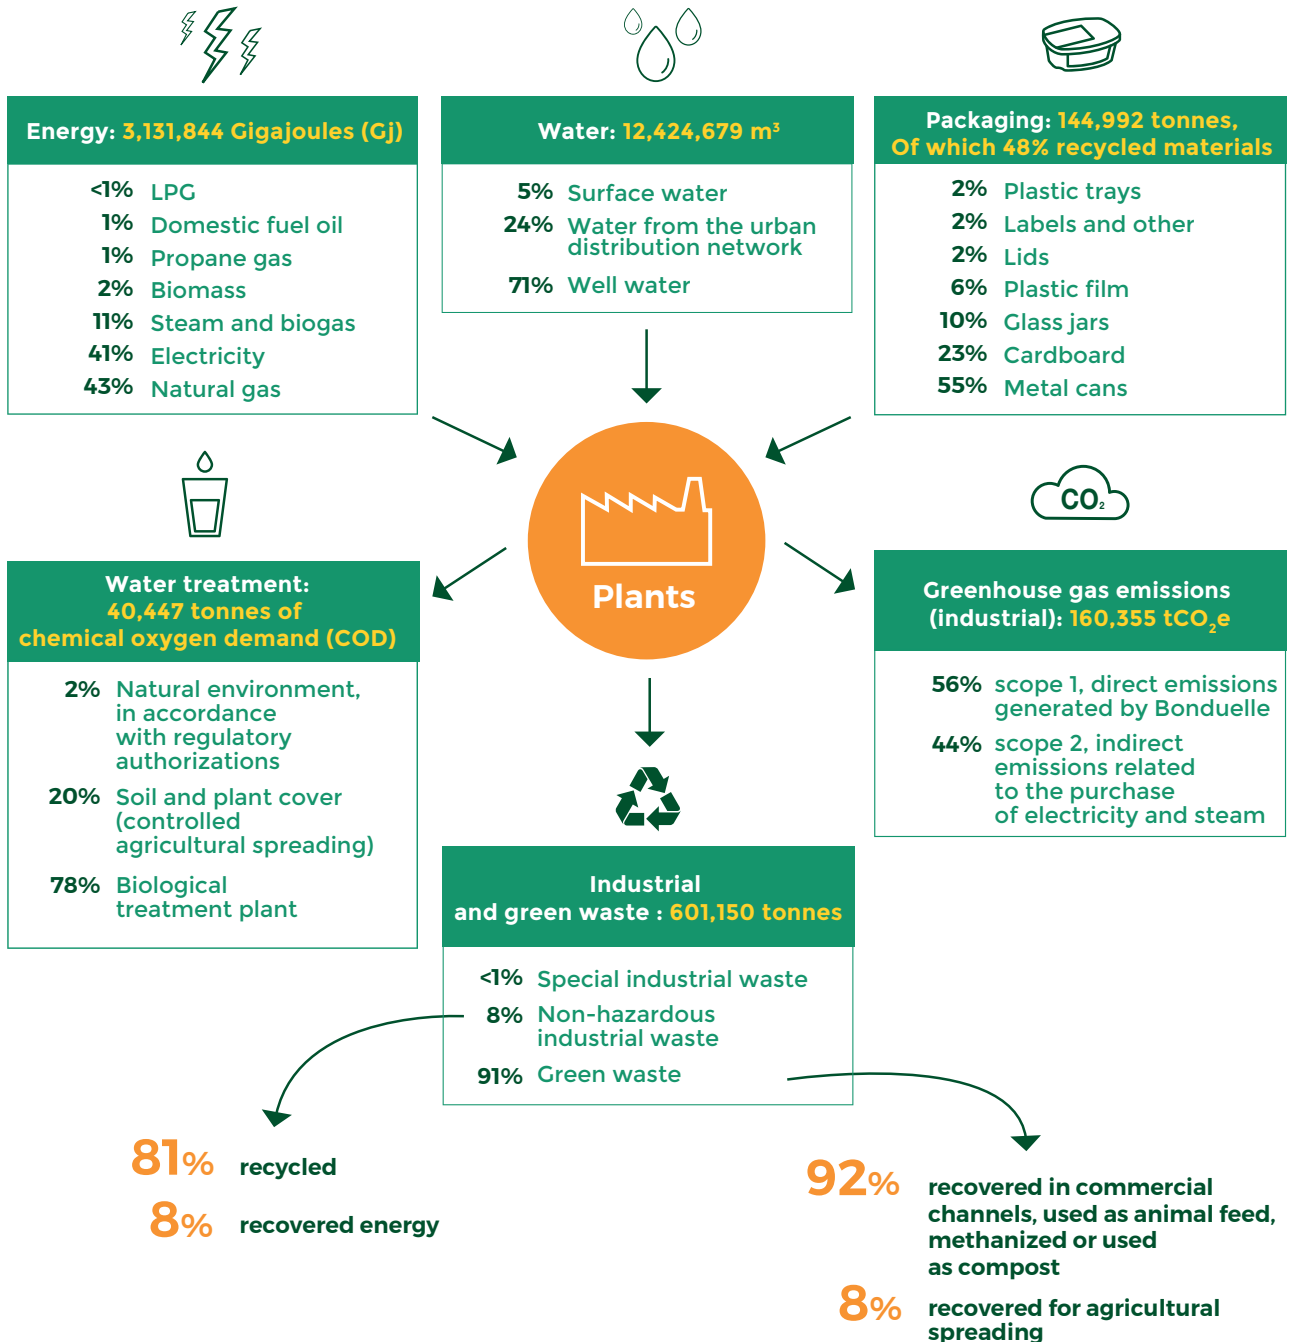 Energy: 3,131,844 Gigajoules (Gj)
<1% LPG
1% Domestic fuel oil
1% Propane gas
2% Biomass
11% Steam and biogas
41% Electricity
43% Natural gas
Water: 12,424,679 m³
5% Surface water
24% Water from the urban
distribution network
71% Well water
Packaging: 144,992 tonnes,
Of which 48% recycled materials
2% Plastic trays
2% Labels and other
2% Lids
6% Plastic film
10% Glass jars
23% Cardboard
55% Metal cans
Plants
CO₂
Water treatment:
40,447 tonnes of
chemical oxygen demand (COD)
2% Natural environment,
in accordance
with regulatory
authorizations
20% Soil and plant cover
(controlled
agricultural spreading)
78% Biological
treatment plant
Greenhouse gas emissions
(industrial): 160,355 tCO₂e
56% scope 1, direct emissions
generated by Bonduelle
44% scope 2, indirect
emissions related
to the purchase
of electricity and steam
Industrial
and green waste : 601,150 tonnes
<1% Special industrial waste
8% Non-hazardous
industrial waste
91% Green waste
81% recycled
8% recovered energy
92% recovered in commercial
channels, used as animal feed,
methanized or used
as compost
8% recovered for agricultural
spreading